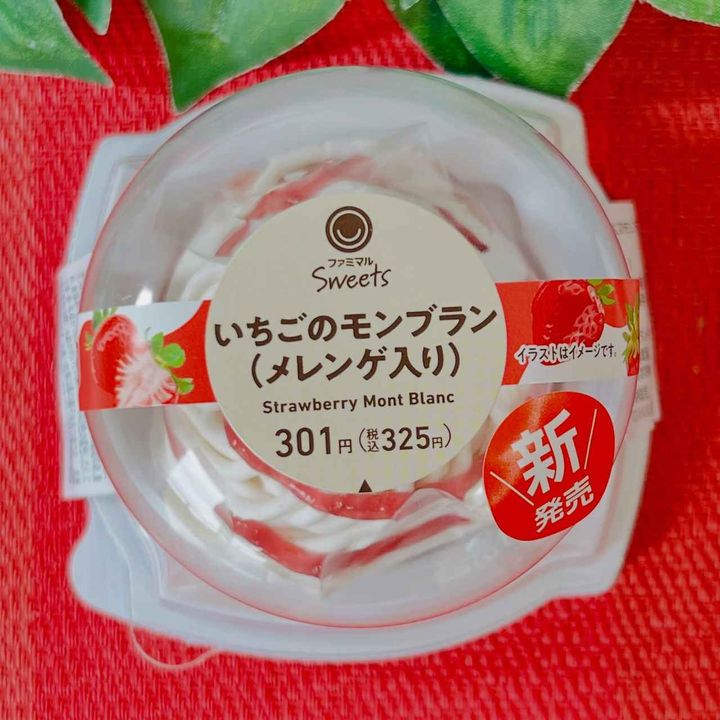 ファミマル
Sweets
いちごのモンブラン
(メレンゲ入り)
Strawberry Mont Blanc
301円(税込325円)
イラストはイメージです。
新
発売